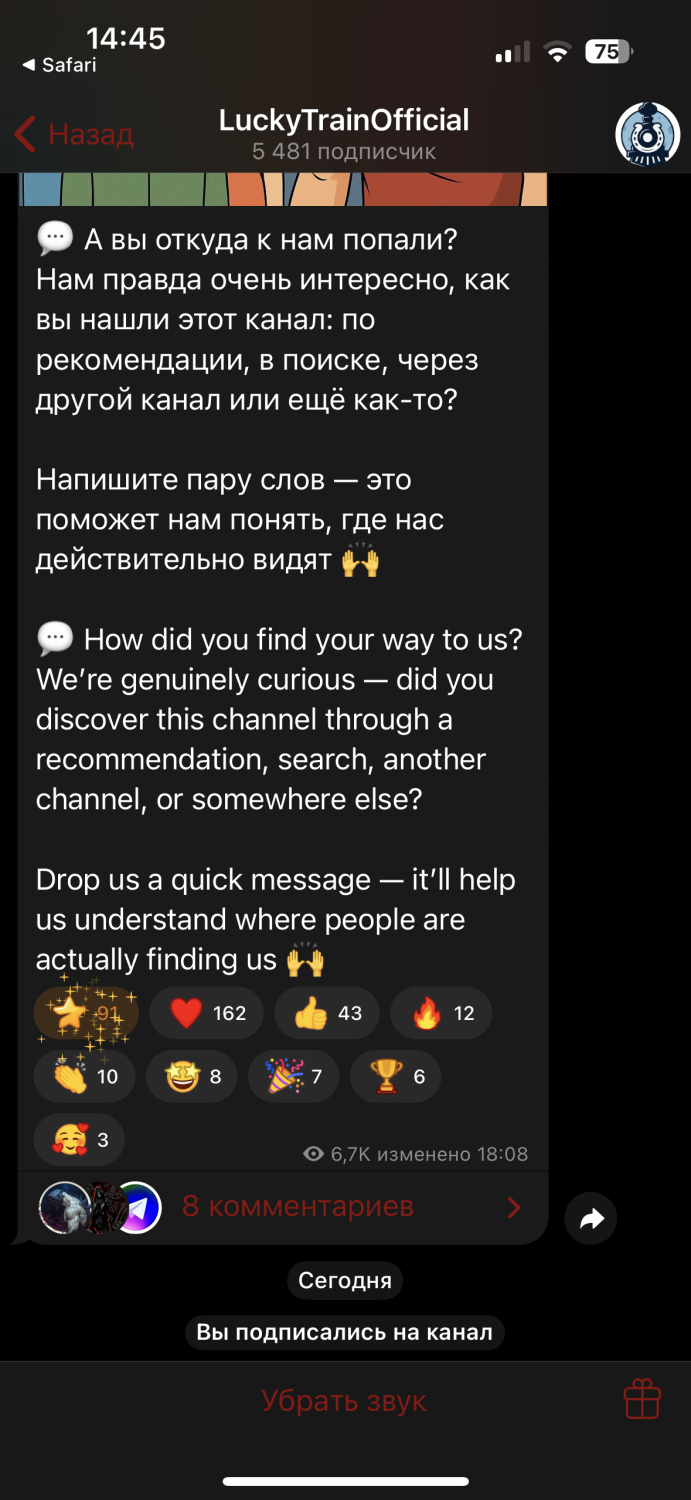 14:45
◀ Safari
75
Назад
LuckyTrainOfficial
5 481 подписчик
💬 А вы откуда к нам попали?
Нам правда очень интересно, как
вы нашли этот канал: по
рекомендации, в поиске, через
другой канал или ещё как-то?
Напишите пару слов — это
поможет нам понять, где нас
действительно видят 🙌
💬 How did you find your way to us?
We’re genuinely curious — did you
discover this channel through a
recommendation, search, another
channel, or somewhere else?
Drop us a quick message — it’ll help
us understand where people are
actually finding us 🙌
⭐ 91 ❤️ 162 👍 43 🔥 12
👏 10 🤩 8 🎉 7 🏆 6
🥰 3
6,7K изменено 18:08
8 комментариев
Сегодня
Вы подписались на канал
Убрать звук